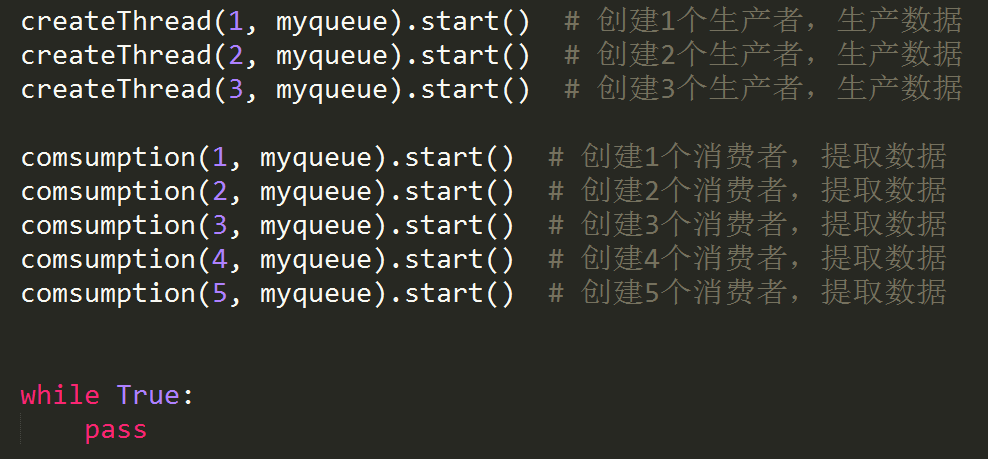 createThread(1, myqueue).start()  # 创建1个生产者，生产数据
createThread(2, myqueue).start()  # 创建2个生产者，生产数据
createThread(3, myqueue).start()  # 创建3个生产者，生产数据
comsumption(1, myqueue).start()  # 创建1个消费者，提取数据
comsumption(2, myqueue).start()  # 创建2个消费者，提取数据
comsumption(3, myqueue).start()  # 创建3个消费者，提取数据
comsumption(4, myqueue).start()  # 创建4个消费者，提取数据
comsumption(5, myqueue).start()  # 创建5个消费者，提取数据
while True:
    pass